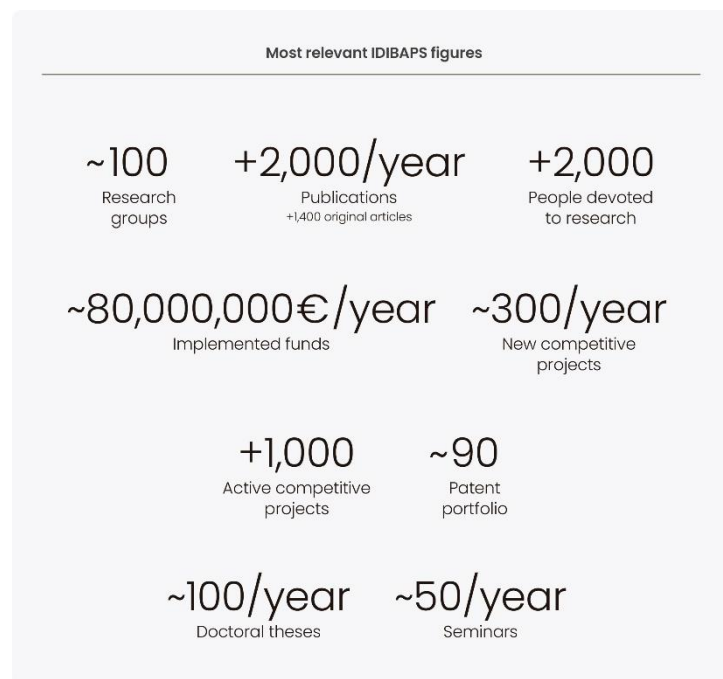 Most relevant IDIBAPS figures
~100
Research
groups
+2,000/year
Publications
+1,400 original articles
+2,000
People devoted
to research
~80,000,000€/year
Implemented funds
~300/year
New competitive
projects
+1,000
Active competitive
projects
~90
Patent
portfolio
~100/year
Doctoral theses
~50/year
Seminars